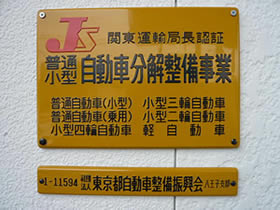 JS 関東運輸局長認証
普通
小型 自動車分解整備事業
普通自動車(小型) 小型三輪自動車
普通自動車(乗用) 小型二輪自動車
小型四輪自動車 軽自動車
1-11594 社団法人 東京都自動車整備振興会 八王子支部